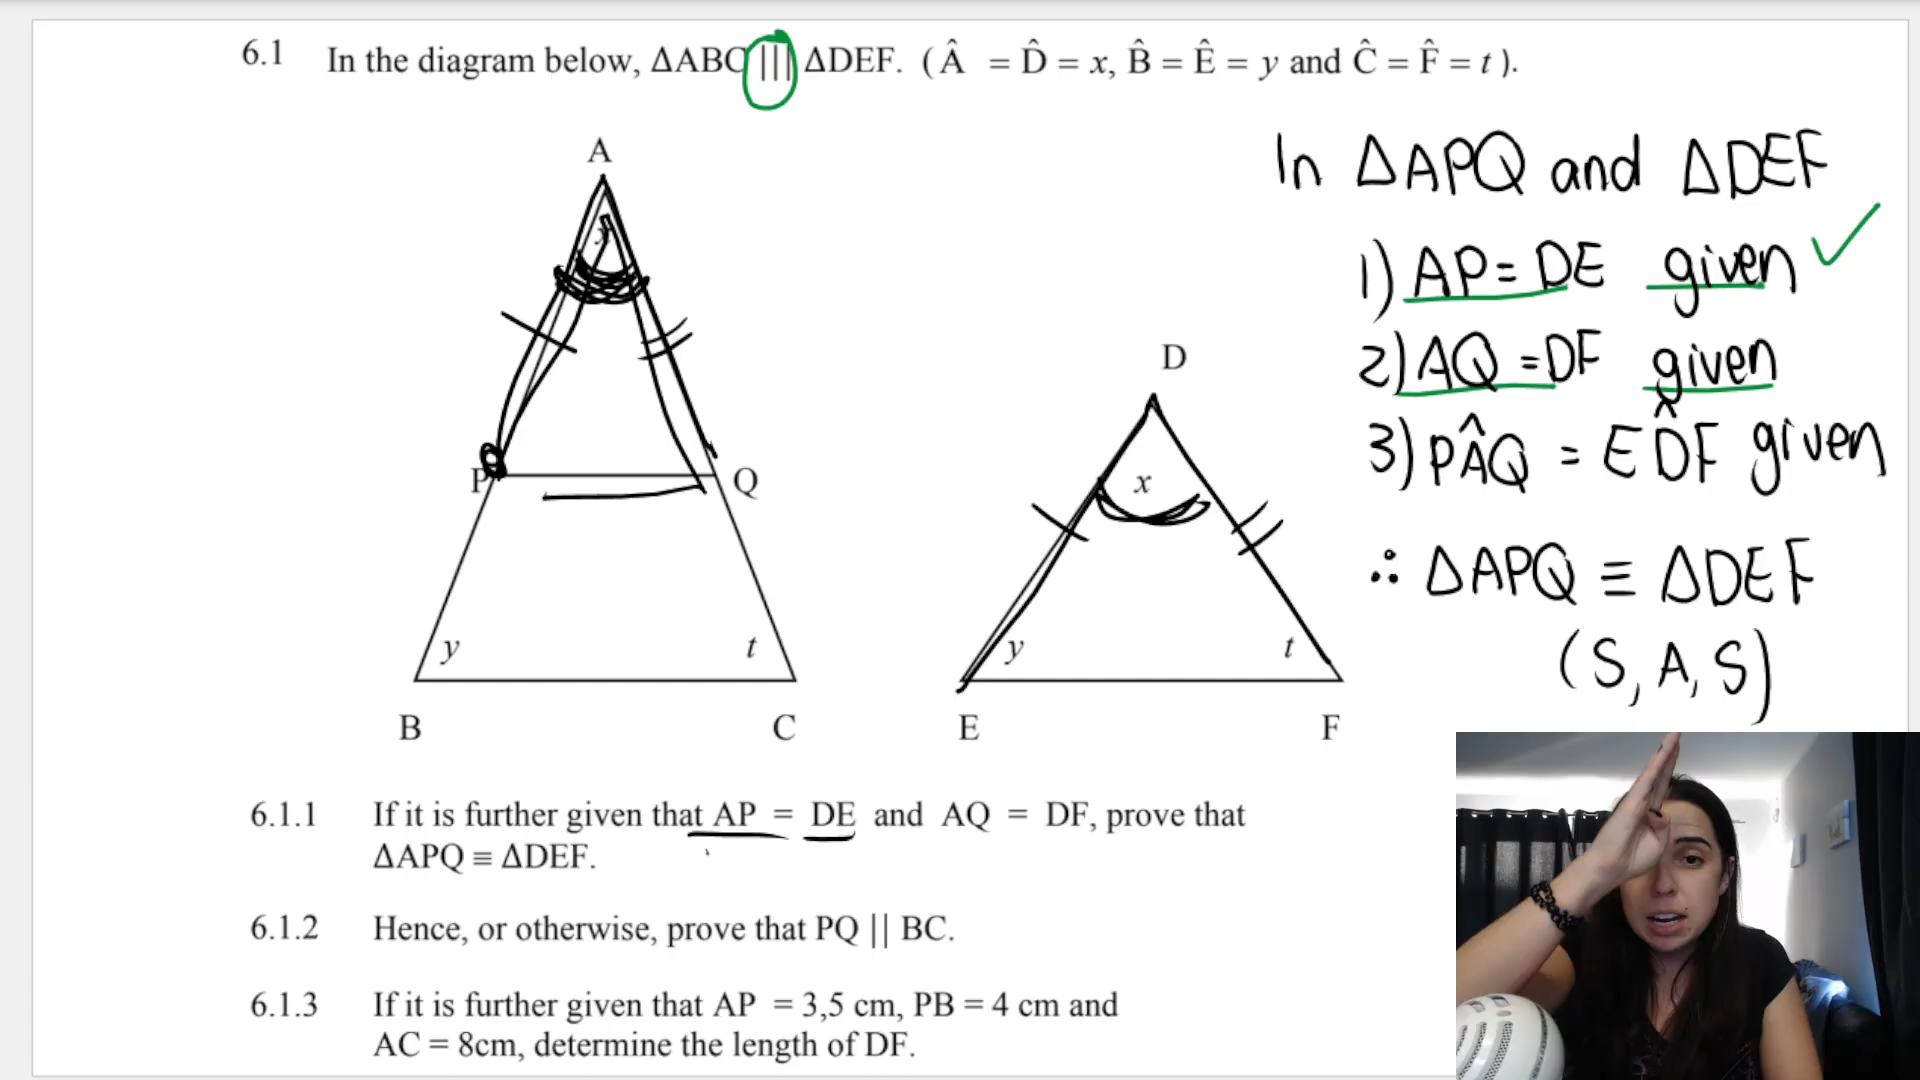 6.1 In the diagram below, ΔABC ||| ΔDEF. ( Â = D̂ = x, B̂ = Ê = y and Ĉ = F̂ = t ).
A
x
P
Q
y
t
B
C
D
x
y
t
E
F
In ΔAPQ and ΔDEF
1) AP = DE given ✓
2) AQ = DF given
3) PÂQ = ED̂F given
∴ ΔAPQ ≡ ΔDEF
(S, A, S)
6.1.1 If it is further given that AP = DE and AQ = DF, prove that
ΔAPQ ≡ ΔDEF.
6.1.2 Hence, or otherwise, prove that PQ || BC.
6.1.3 If it is further given that AP = 3,5 cm, PB = 4 cm and
AC = 8cm, determine the length of DF.